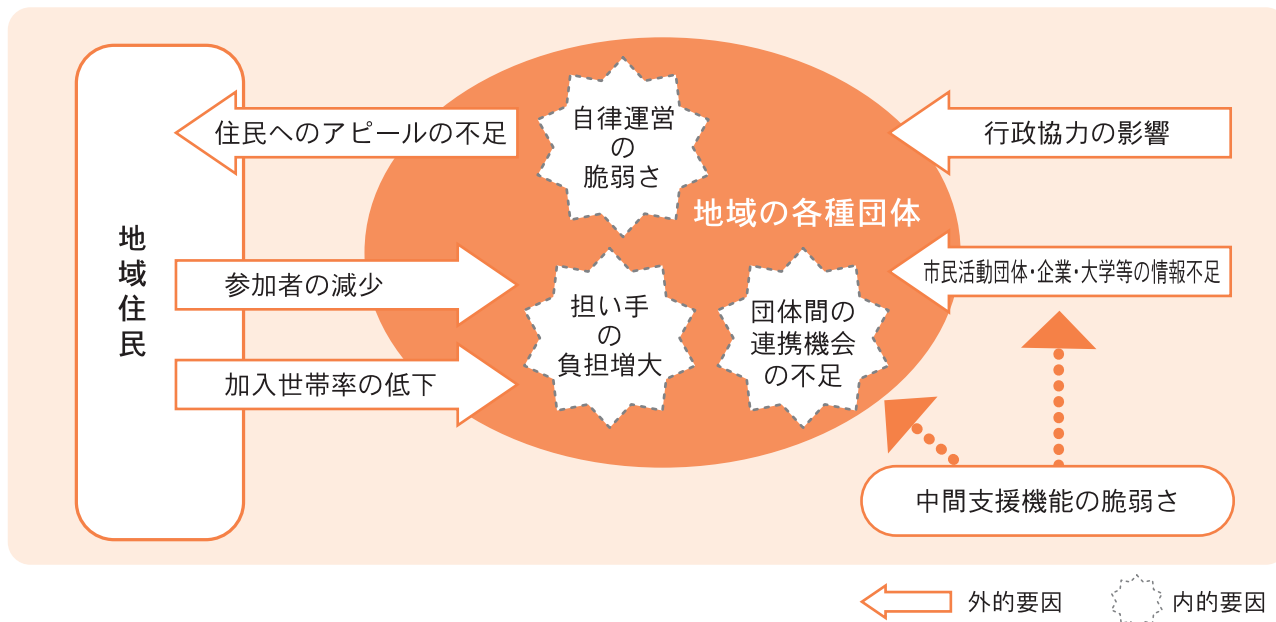 地域住民
住民へのアピールの不足
参加者の減少
加入世帯率の低下
自律運営
の
脆弱さ
地域の各種団体
担い手
の
負担増大
団体間の
連携機会
の不足
行政協力の影響
市民活動団体・企業・大学等の情報不足
中間支援機能の脆弱さ
外的要因
内的要因